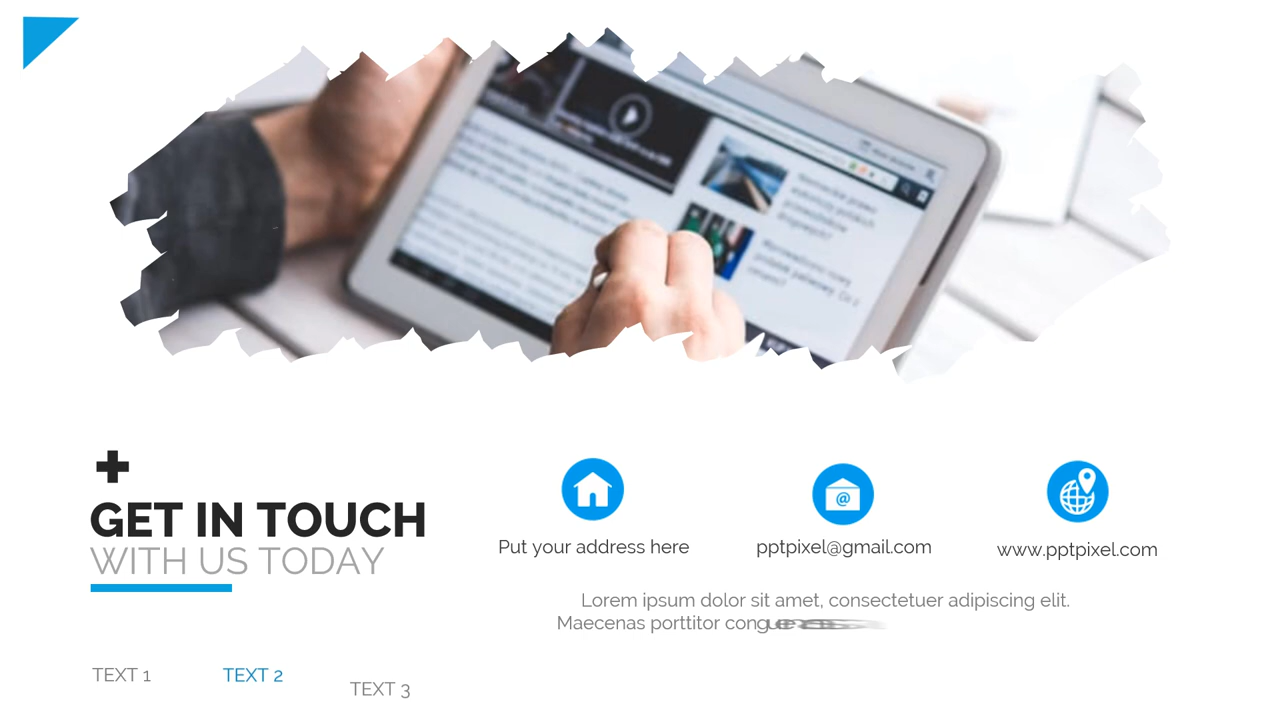 GET IN TOUCH
WITH US TODAY
Put your address here
pptpixel@gmail.com
www.pptpixel.com
Lorem ipsum dolor sit amet, consectetuer adipiscing elit.
Maecenas porttitor congue
TEXT 1
TEXT 2
TEXT 3